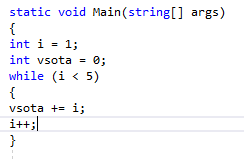 static void Main(string[] args)
{
int i = 1;
int vsota = 0;
while (i < 5)
{
vsota += i;
i++;
}